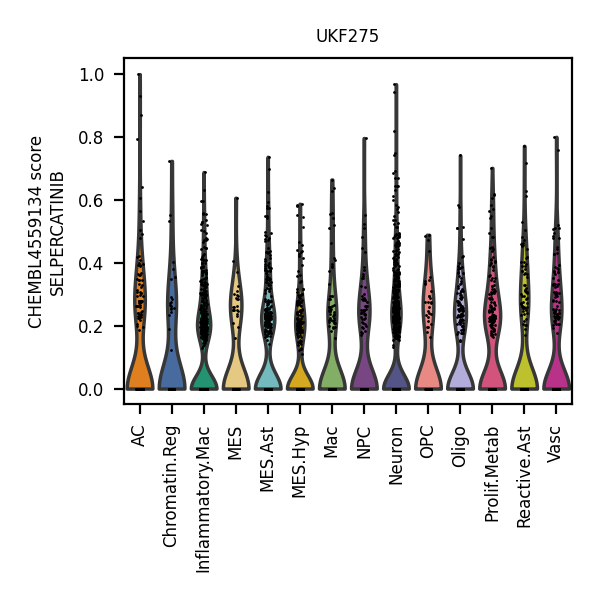 UKF275
CHEMBL4559134 score
SELPERCATINIB
1.0
0.8
0.6
0.4
0.2
0.0
AC
Chromatin.Reg
Inflammatory.Mac
MES
MES.Ast
MES.Hyp
Mac
NPC
Neuron
OPC
Oligo
Prolif.Metab
Reactive.Ast
Vasc